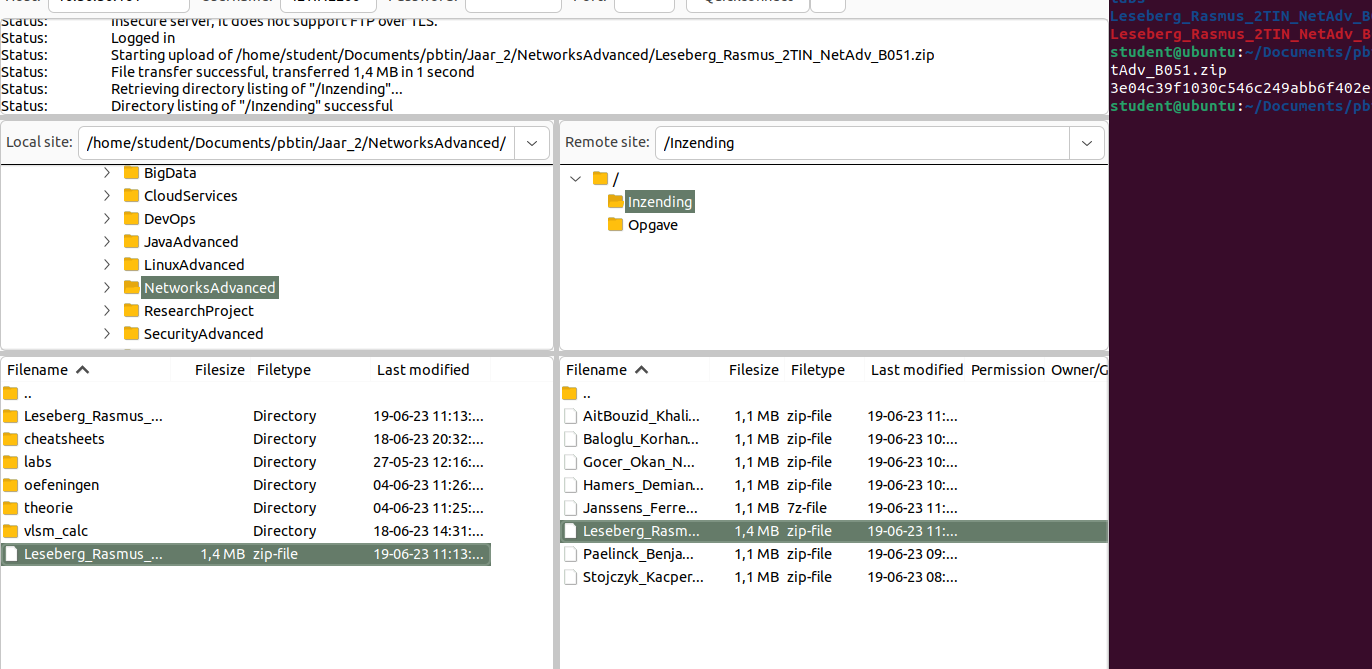 Status: Insecure server, it does not support FTP over TLS.
Status: Logged in
Status: Starting upload of /home/student/Documents/pbtin/Jaar_2/NetworksAdvanced/Leseberg_Rasmus_2TIN_NetAdv_B051.zip
Status: File transfer successful, transferred 1,4 MB in 1 second
Status: Retrieving directory listing of "/Inzending"...
Status: Directory listing of "/Inzending" successful
Local site: /home/student/Documents/pbtin/Jaar_2/NetworksAdvanced/
BigData
CloudServices
DevOps
JavaAdvanced
LinuxAdvanced
NetworksAdvanced
ResearchProject
SecurityAdvanced
Remote site: /Inzending
/
Inzending
Opgave
Filename Filesize Filetype Last modified
..
Leseberg_Rasmus_... Directory 19-06-23 11:13:...
cheatsheets Directory 18-06-23 20:32:...
labs Directory 27-05-23 12:16:...
oefeningen Directory 04-06-23 11:26:...
theorie Directory 04-06-23 11:25:...
vlsm_calc Directory 18-06-23 14:31:...
Leseberg_Rasmus_... 1,4 MB zip-file 19-06-23 11:13:...
Filename Filesize Filetype Last modified Permission Owner/G
..
AitBouzid_Khali... 1,1 MB zip-file 19-06-23 11:...
Baloglu_Korhan... 1,1 MB zip-file 19-06-23 10:...
Gocer_Okan_N... 1,1 MB zip-file 19-06-23 10:...
Hamers_Demian... 1,1 MB zip-file 19-06-23 10:...
Janssens_Ferre... 1,1 MB 7z-file 19-06-23 11:...
Leseberg_Rasm... 1,4 MB zip-file 19-06-23 11:...
Paelinck_Benja... 1,1 MB zip-file 19-06-23 09:...
Stojczyk_Kacper... 1,1 MB zip-file 19-06-23 08:...
Leseberg_Rasmus_2TIN_NetAdv_B
Leseberg_Rasmus_2TIN_NetAdv_B
student@ubuntu:~/Documents/pb
tAdv_B051.zip
3e04c39f1030c546c249abb6f402e
student@ubuntu:~/Documents/pb